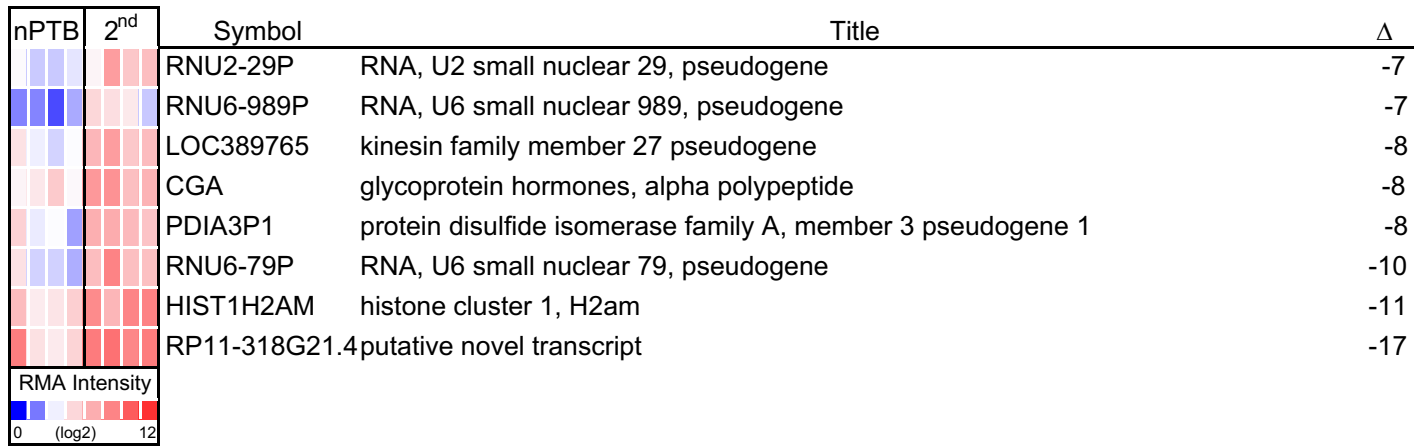 nPTB 2nd Symbol Title Δ
RNU2-29P RNA, U2 small nuclear 29, pseudogene -7
RNU6-989P RNA, U6 small nuclear 989, pseudogene -7
LOC389765 kinesin family member 27 pseudogene -8
CGA glycoprotein hormones, alpha polypeptide -8
PDIA3P1 protein disulfide isomerase family A, member 3 pseudogene 1 -8
RNU6-79P RNA, U6 small nuclear 79, pseudogene -10
HIST1H2AM histone cluster 1, H2am -11
RP11-318G21.4 putative novel transcript -17
RMA Intensity
0 (log2) 12